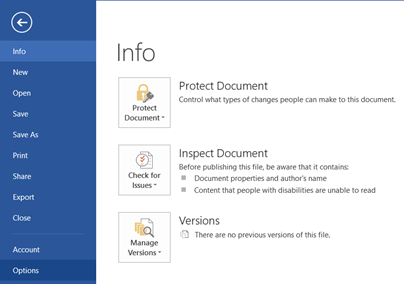 Info
New
Open
Save
Save As
Print
Share
Export
Close
Account
Options
Info
Protect
Document
Protect Document
Control what types of changes people can make to this document.
Check for
Issues
Inspect Document
Before publishing this file, be aware that it contains:
Document properties and author's name
Content that people with disabilities are unable to read
Manage
Versions
Versions
There are no previous versions of this file.